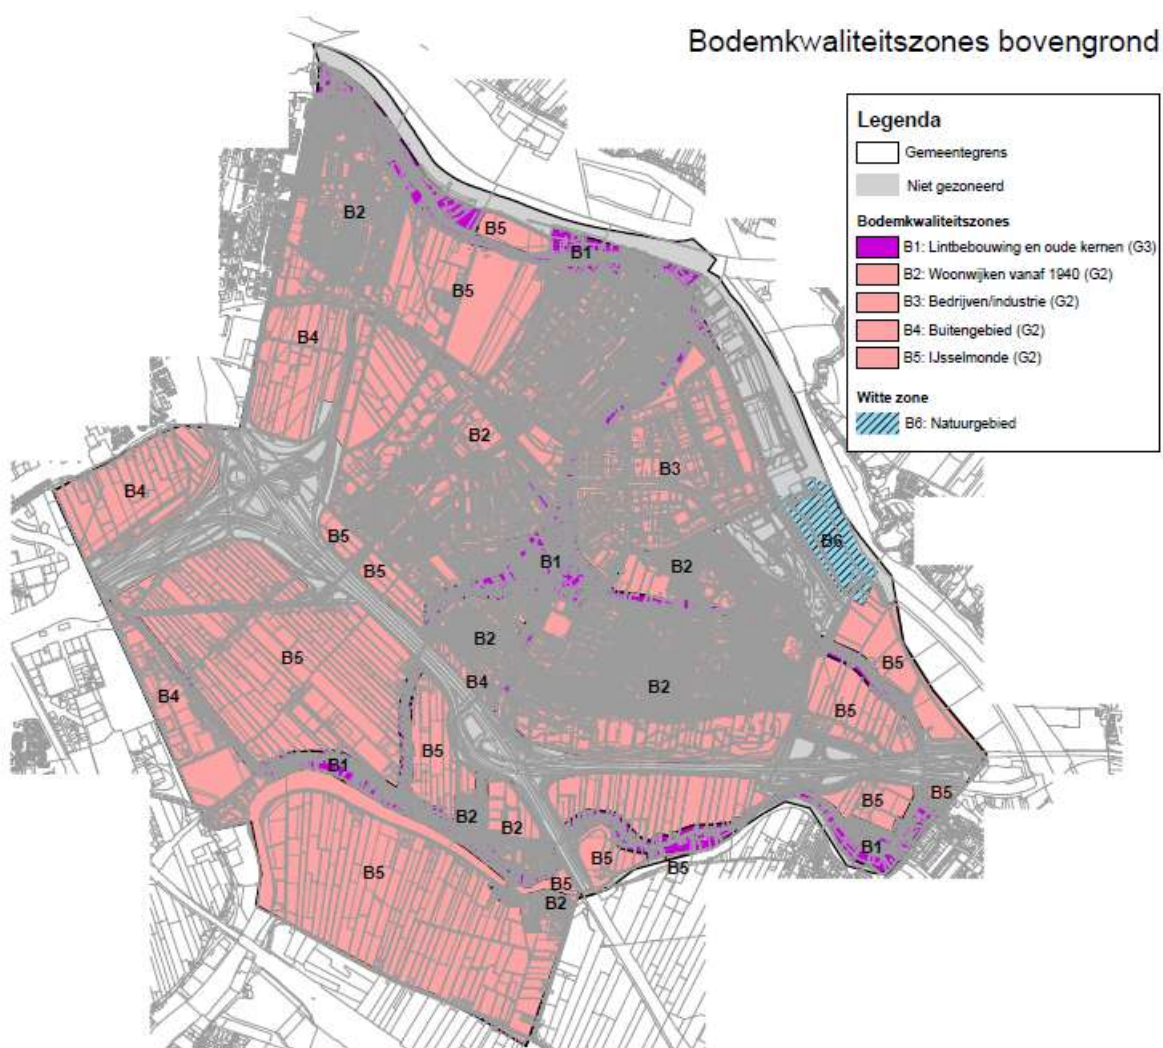 Bodemkwaliteitszones bovengrond
Legenda
Gemeentegrens
Niet gezoneerd
Bodemkwaliteitszones
B1: Lintbebouwing en oude kernen (G3)
B2: Woonwijken vanaf 1940 (G2)
B3: Bedrijven/industrie (G2)
B4: Buitengebied (G2)
B5: IJsselmonde (G2)
Witte zone
B6: Natuurgebied
B2
B5
B1
B5
B4
B2
B3
B4
B5
B6
B1
B5
B2
B2
B5
B5
B4
B2
B4
B5
B5
B1
B5
B5
B2
B2
B1
B5
B5
B5
B5
B2